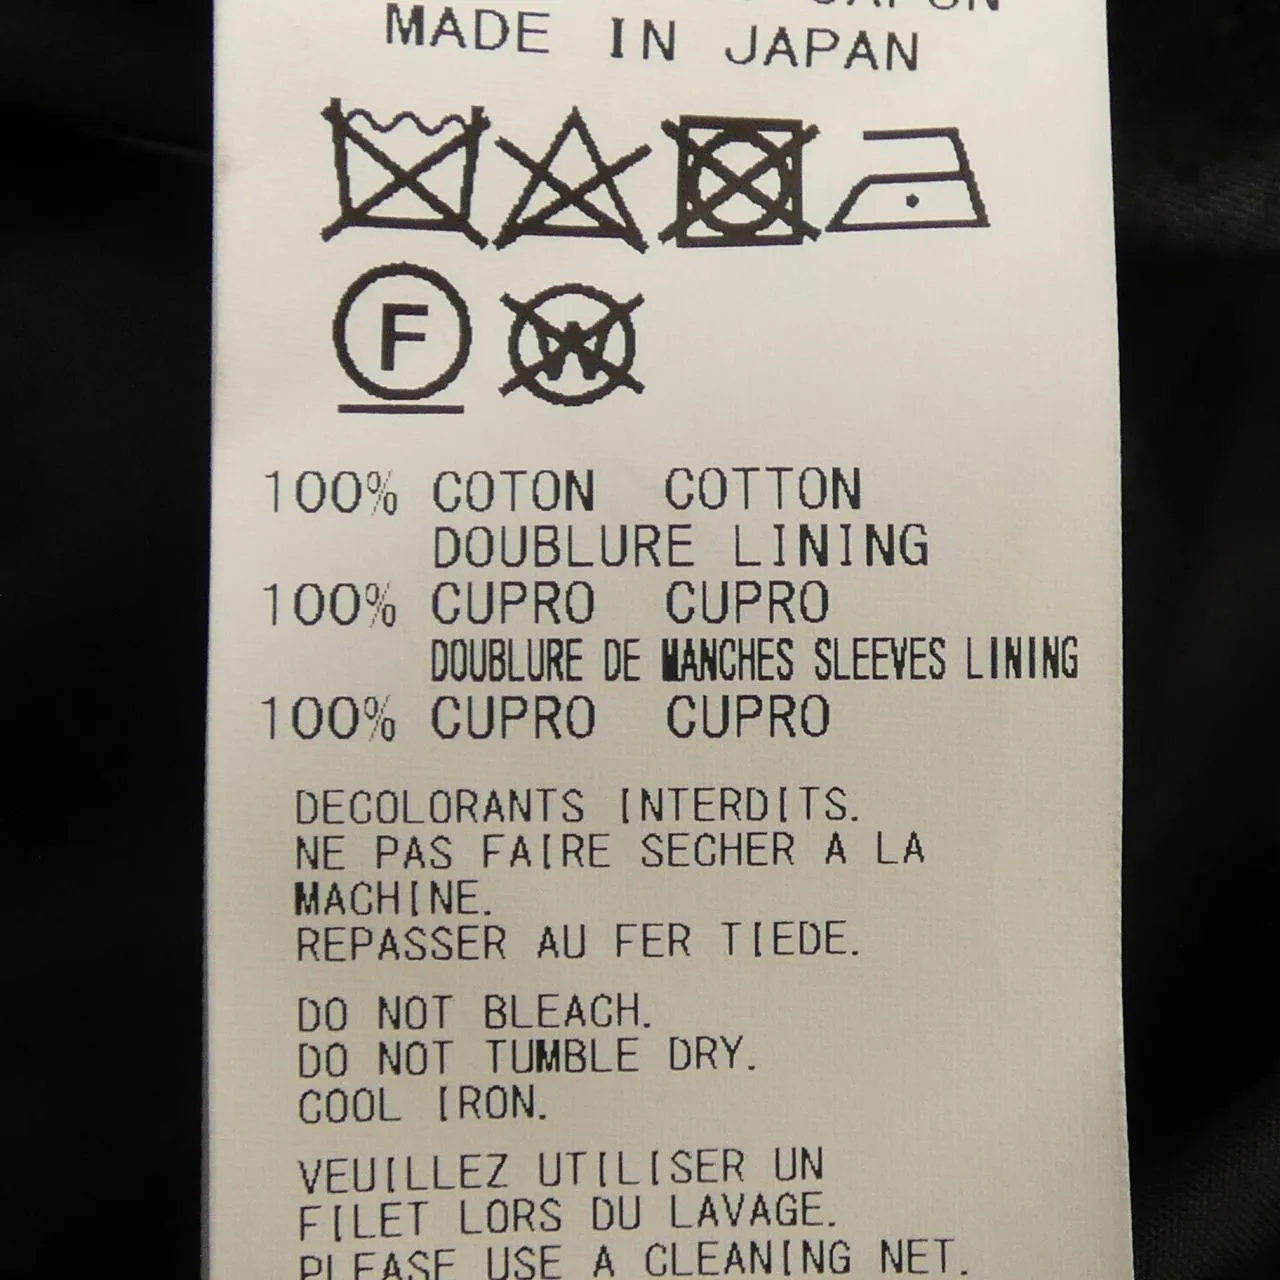 JAPON
MADE IN JAPAN
F W
100% COTON COTTON
DOUBLURE LINING
100% CUPRO CUPRO
DOUBLURE DE MANCHES SLEEVES LINING
100% CUPRO CUPRO
DECOLORANTS INTERDITS.
NE PAS FAIRE SECHER A LA
MACHINE.
REPASSER AU FER TIEDE.
DO NOT BLEACH.
DO NOT TUMBLE DRY.
COOL IRON.
VEUILLEZ UTILISER UN
FILET LORS DU LAVAGE.
PLEASE USE A CLEANING NET.